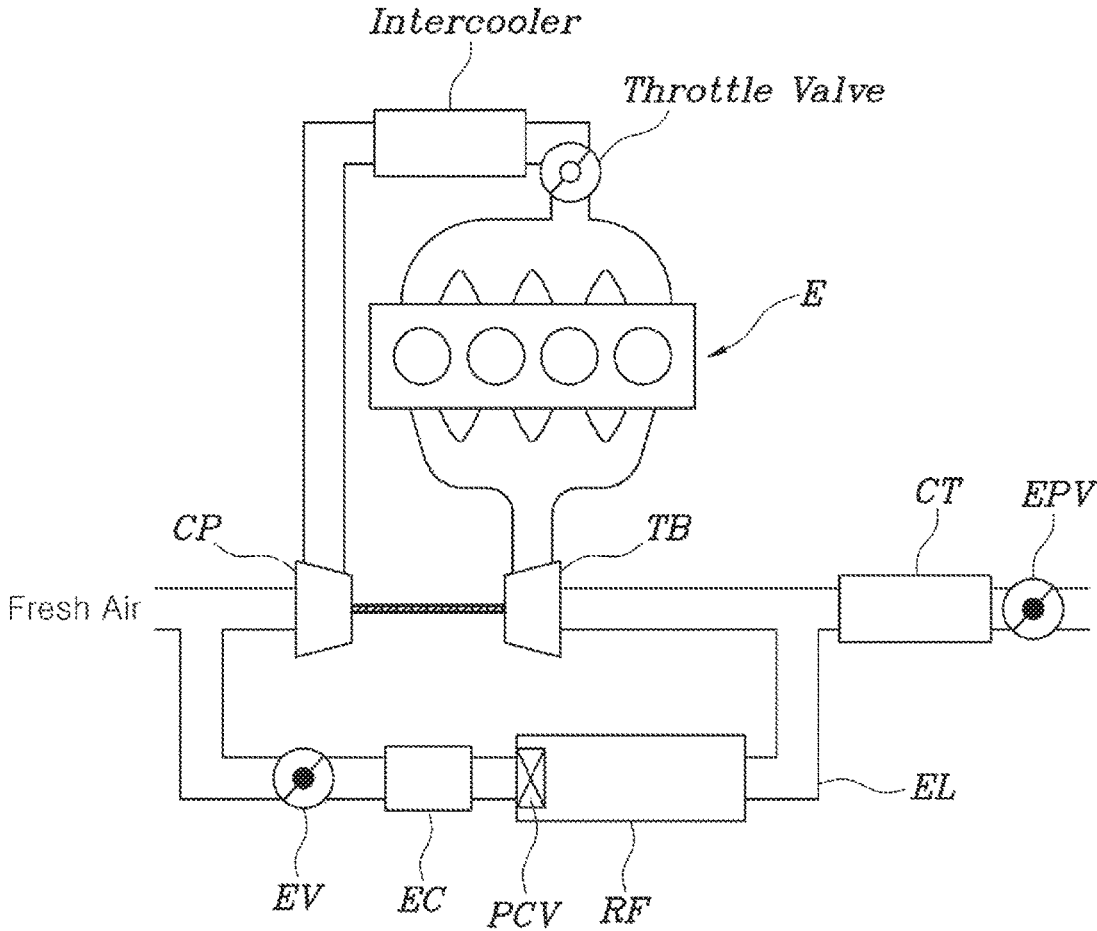 Intercooler
Throttle Valve
E
CP
TB
CT
EPV
Fresh Air
EL
EV
EC
PCV
RF